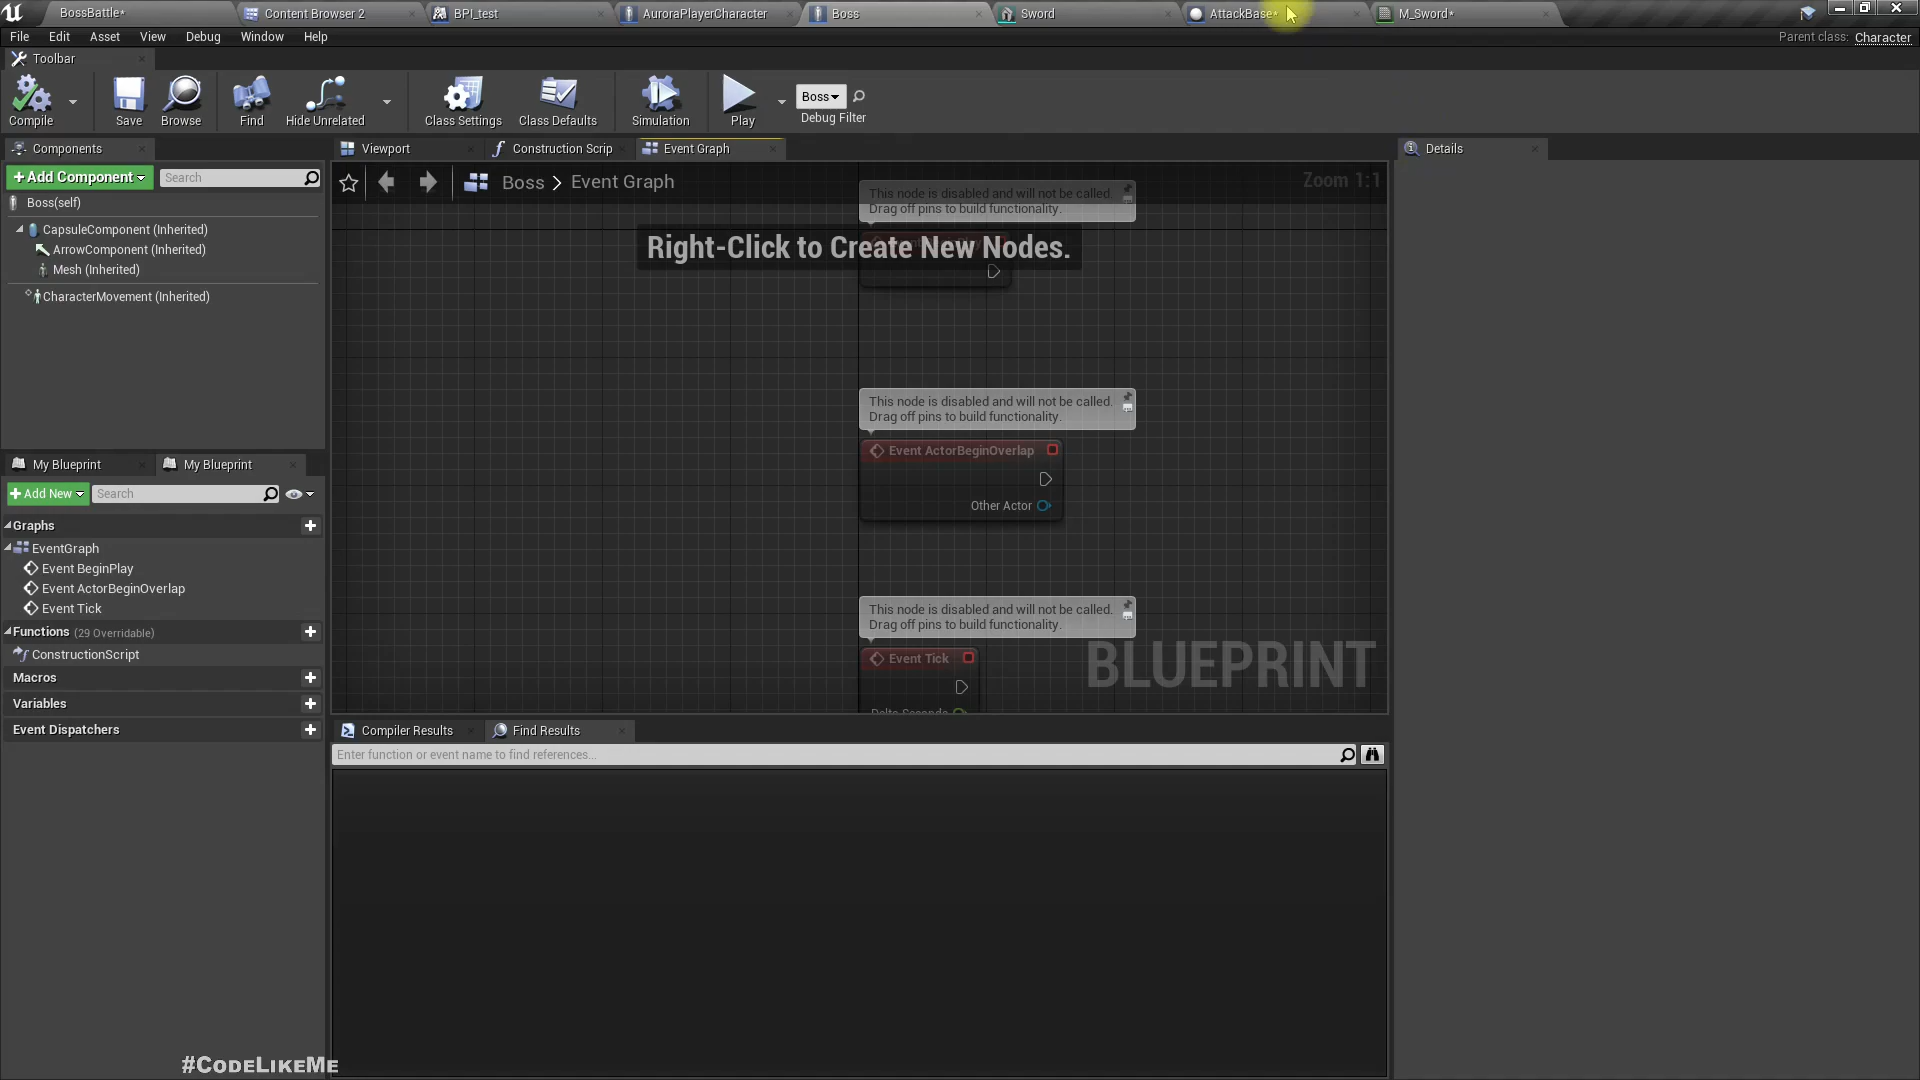 BossBattle*
Content Browser 2
BPI_test
AuroraPlayerCharacter
Boss
Sword
AttackBase*
M_Sword*
File
Edit
Asset
View
Debug
Window
Help
Parent class: Character
Toolbar
Compile
Save
Browse
Find
Hide Unrelated
Class Settings
Class Defaults
Simulation
Play
Boss
Debug Filter
Components
Viewport
Construction Scrip
Event Graph
Details
+Add Component
Search
Boss > Event Graph
Zoom 1:1
Boss(self)
CapsuleComponent (Inherited)
ArrowComponent (Inherited)
Mesh (Inherited)
CharacterMovement (Inherited)
This node is disabled and will not be called.
Drag off pins to build functionality.
Right-Click to Create New Nodes.
This node is disabled and will not be called.
Drag off pins to build functionality.
Event ActorBeginOverlap
Other Actor
This node is disabled and will not be called.
Drag off pins to build functionality.
Event Tick
Delta Seconds
BLUEPRINT
My Blueprint
My Blueprint
+Add New
Search
Graphs
EventGraph
Event BeginPlay
Event ActorBeginOverlap
Event Tick
Functions (29 Overridable)
ConstructionScript
Macros
Variables
Event Dispatchers
Compiler Results
Find Results
Enter function or event name to find references...
#CodeLikeMe